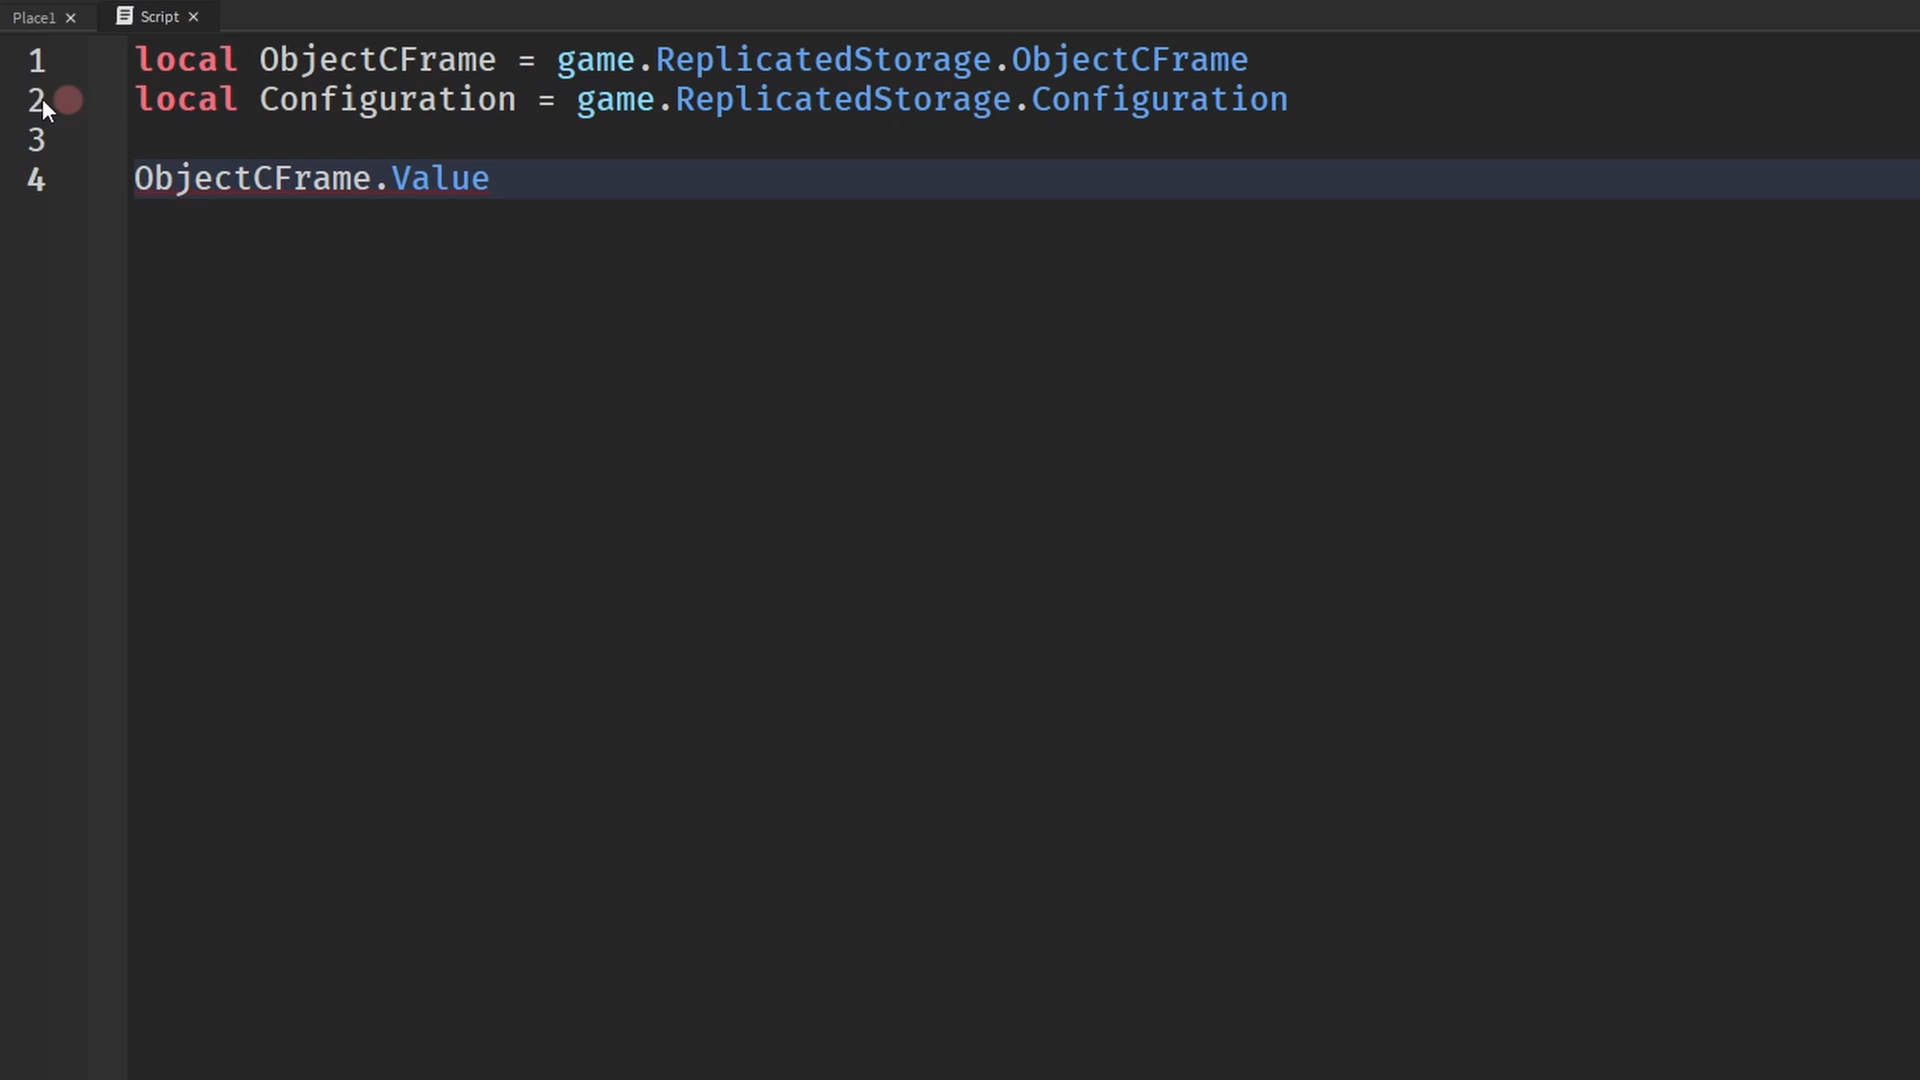 Place1 Script
1 local ObjectCFrame = game.ReplicatedStorage.ObjectCFrame
2 local Configuration = game.ReplicatedStorage.Configuration
3
4 ObjectCFrame.Value